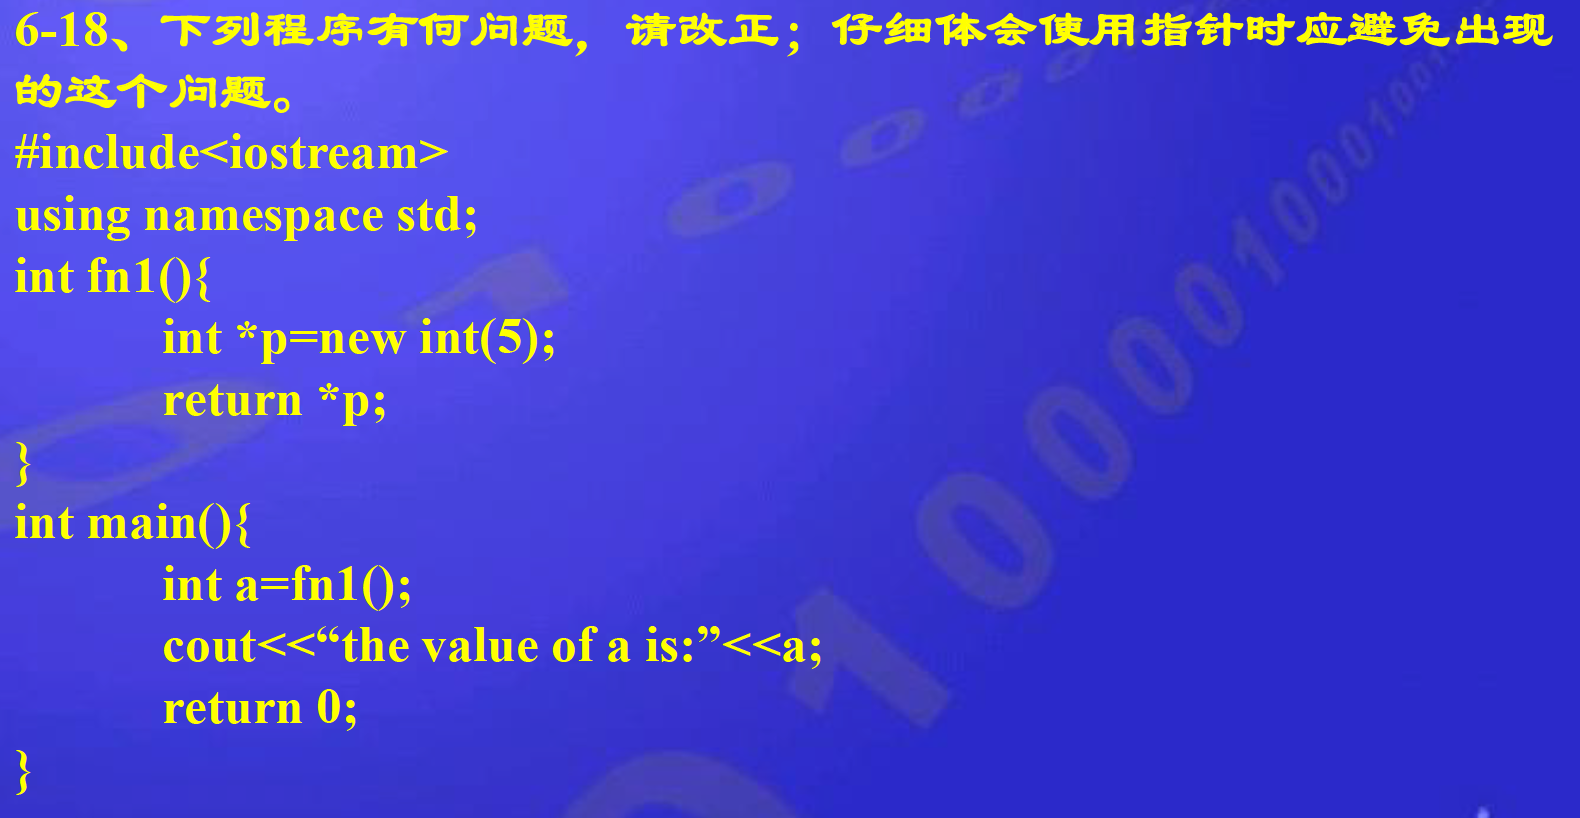 6-18、下列程序有何问题，请改正；仔细体会使用指针时应避免出现
的这个问题。
#include<iostream>
using namespace std;
int fn1(){
int *p=new int(5);
return *p;
}
int main(){
int a=fn1();
cout<<“the value of a is:”<<a;
return 0;
}